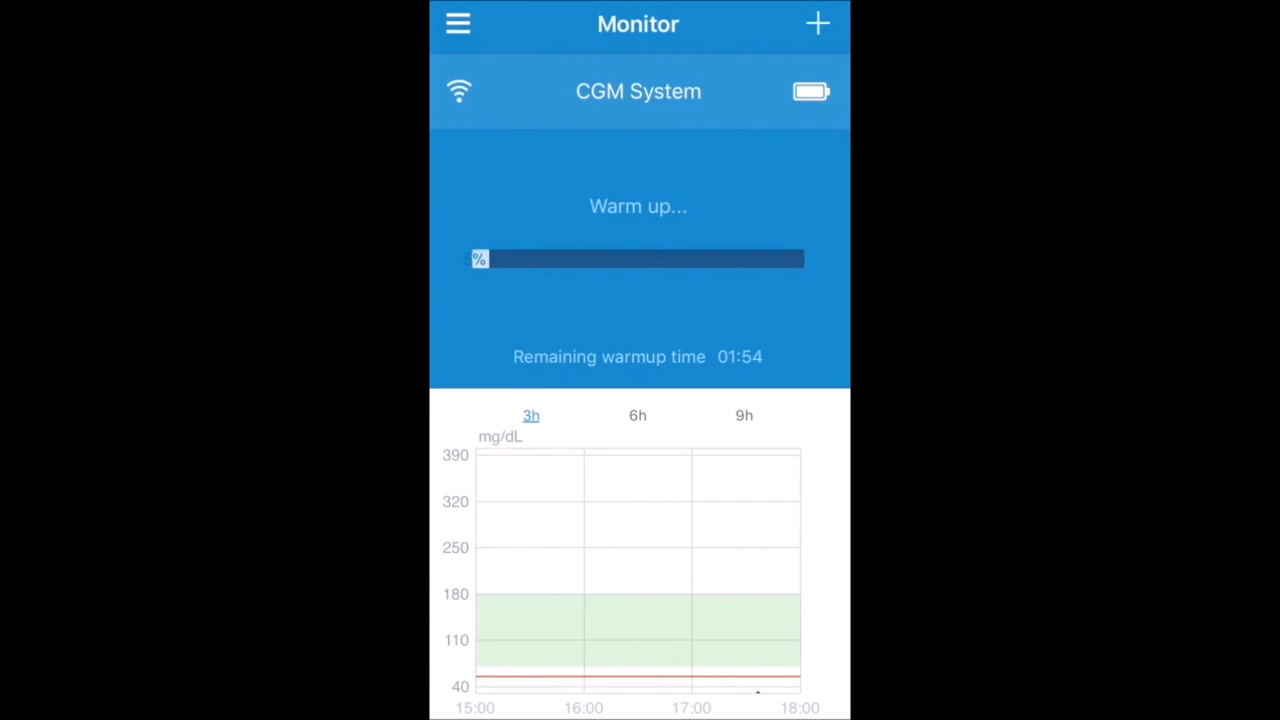 Monitor
CGM System
Warm up...
5%
Remaining warmup time 01:54
3h 6h 9h
mg/dL
390
320
250
180
110
40
15:00 16:00 17:00 18:00